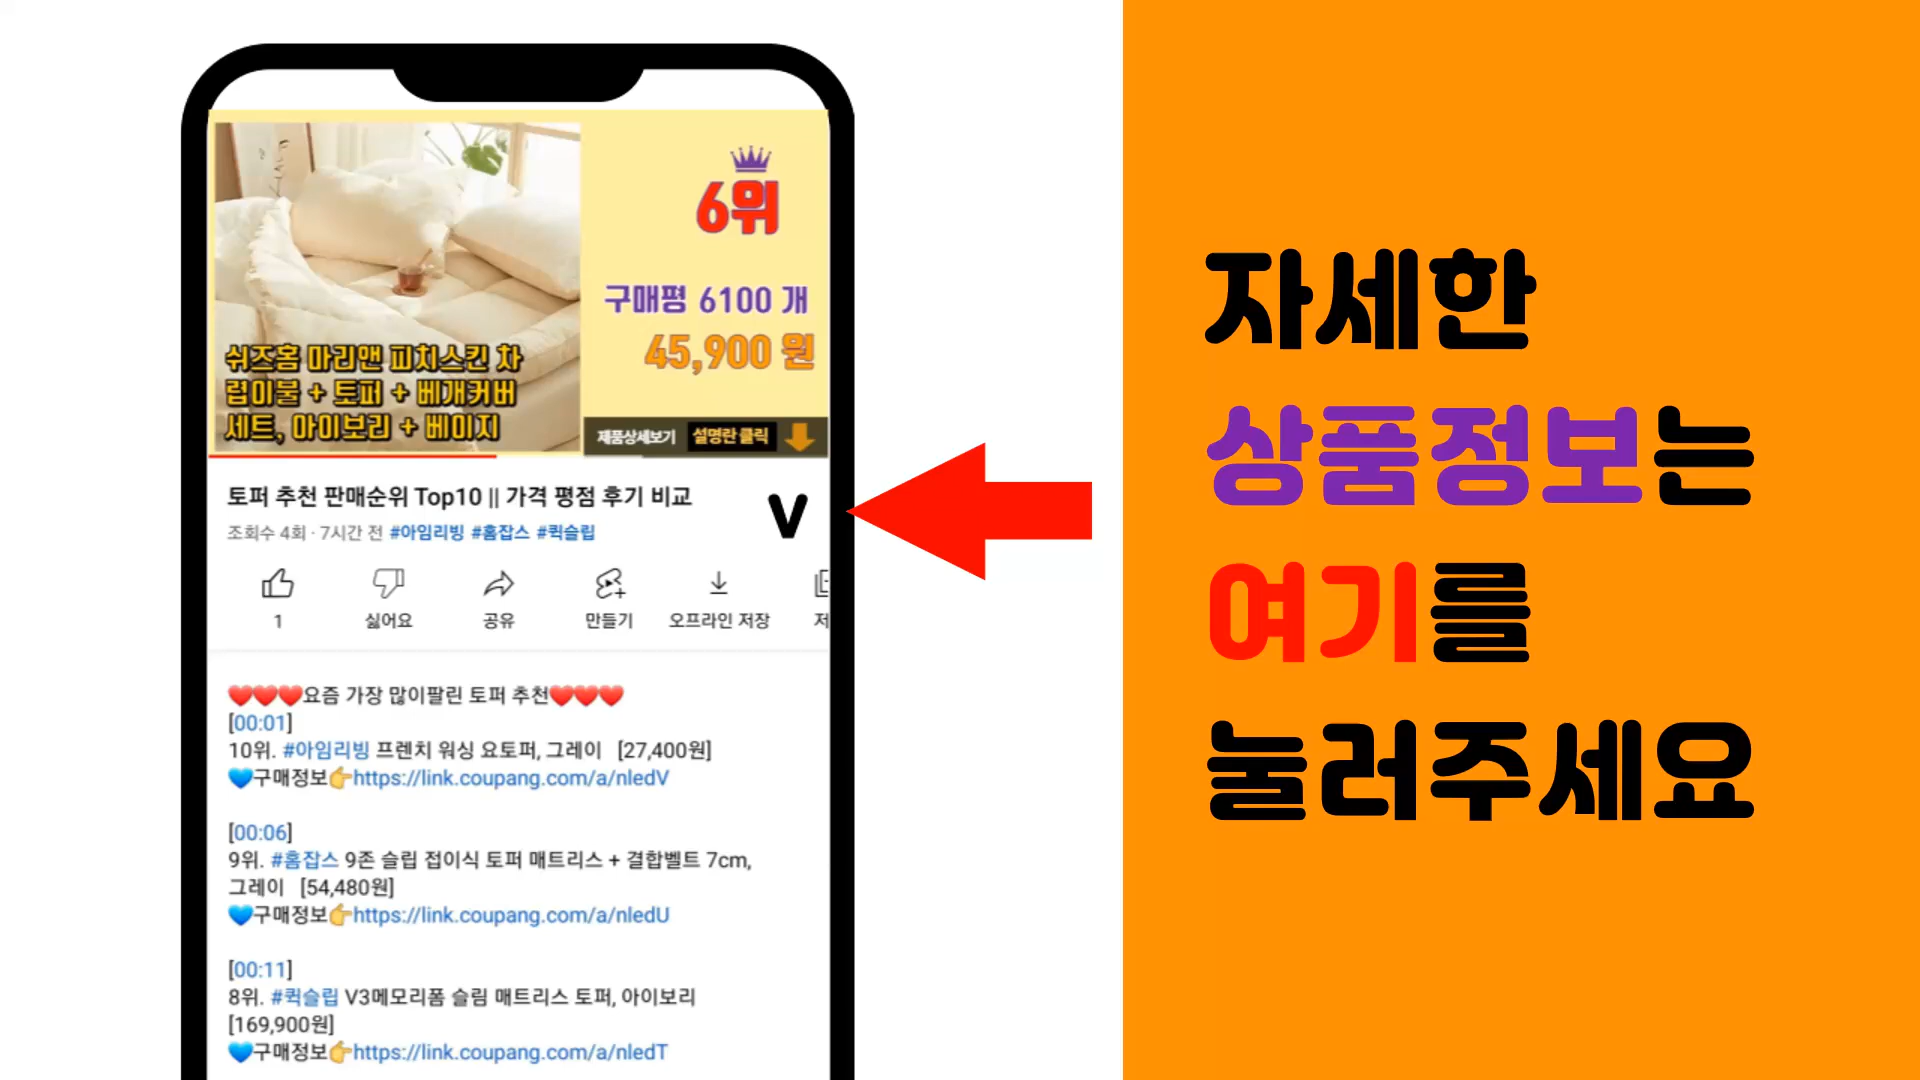 6위
구매평 6100 개
45,900 원
쉬즈홈 마리앤 피치스킨 차
렵이불 + 토퍼 + 베개커버
세트, 아이보리 + 베이지
제품상세보기 설명란 클릭
토퍼 추천 판매순위 Top10 || 가격 평점 후기 비교
V
조회수 4회 · 7시간 전 #아임리빙 #홈잡스 #퀵슬립
1 싫어요 공유 만들기 오프라인 저장 저
❤️❤️❤️요즘 가장 많이팔린 토퍼 추천❤️❤️❤️
[00:01]
10위. #아임리빙 프렌치 워싱 요토퍼, 그레이 [27,400원]
💙구매정보👉https://link.coupang.com/a/nledV
[00:06]
9위. #홈잡스 9존 슬립 접이식 토퍼 매트리스 + 결합벨트 7cm,
그레이 [54,480원]
💙구매정보👉https://link.coupang.com/a/nledU
[00:11]
8위. #퀵슬립 V3메모리폼 슬림 매트리스 토퍼, 아이보리
[169,900원]
💙구매정보👉https://link.coupang.com/a/nledT
자세한
상품정보는
여기를
눌러주세요